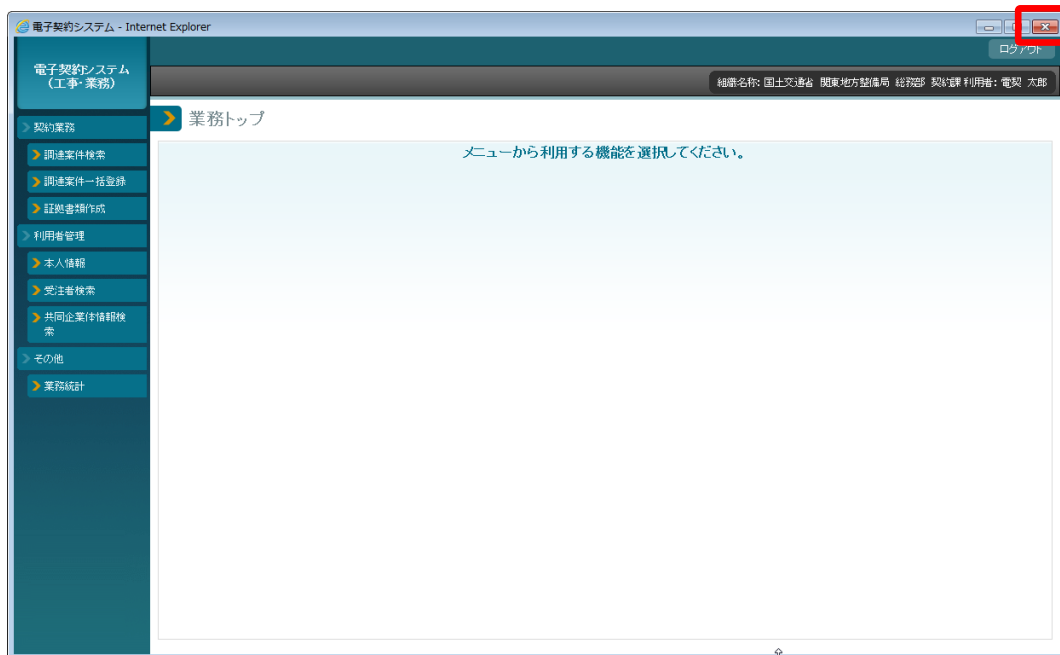 電子契約システム - Internet Explorer
ログアウト
電子契約システム
(工事・業務)
組織名称: 国土交通省 関東地方整備局 総務部 契約課 利用者: 電契 太郎
契約業務
調達案件検索
調達案件一括登録
証拠書類作成
利用者管理
本人情報
受注者検索
共同企業体情報検
索
その他
業務統計
業務トップ
メニューから利用する機能を選択してください。